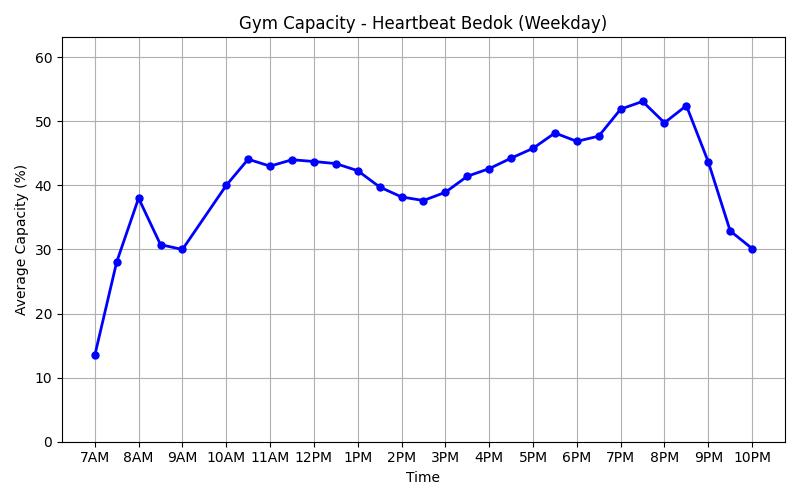 Gym Capacity - Heartbeat Bedok (Weekday)
Average Capacity (%)
60
50
40
30
20
10
0
7AM 8AM 9AM 10AM 11AM 12PM 1PM 2PM 3PM 4PM 5PM 6PM 7PM 8PM 9PM 10PM
Time